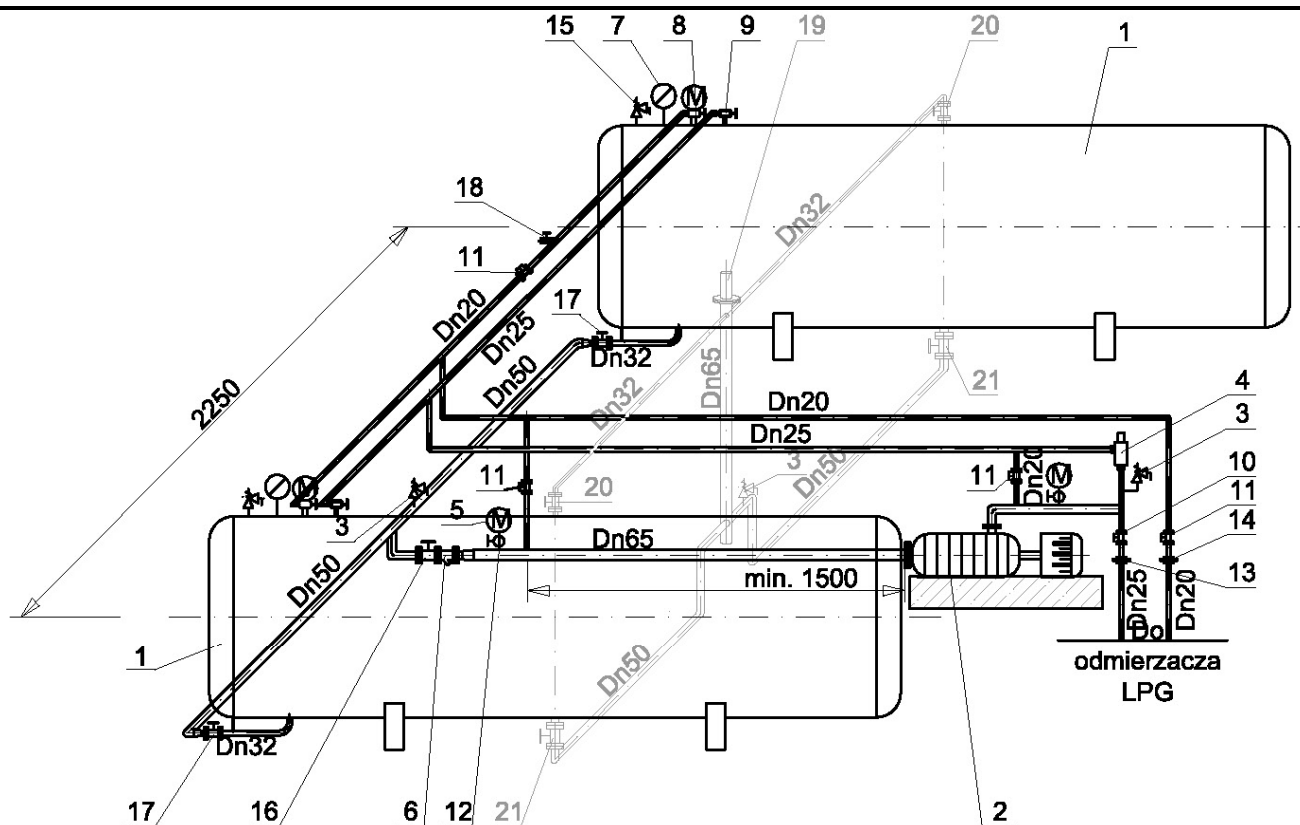 15 7 8 9 19 20 1
M
18
Dn32
11
17
2250
Dn20
Dn25
Dn32
Dn50
Dn32
Dn65
21
4
Dn20
3
Dn25
3
Dn50
11
Dn20
M
10
11
M
11
20
3
5
M
14
Dn65
13
Dn50
min. 1500
Dn25
Dn20
Do
1
odmierzacza
LPG
Dn50
Dn32
17 16 6 12 21 2